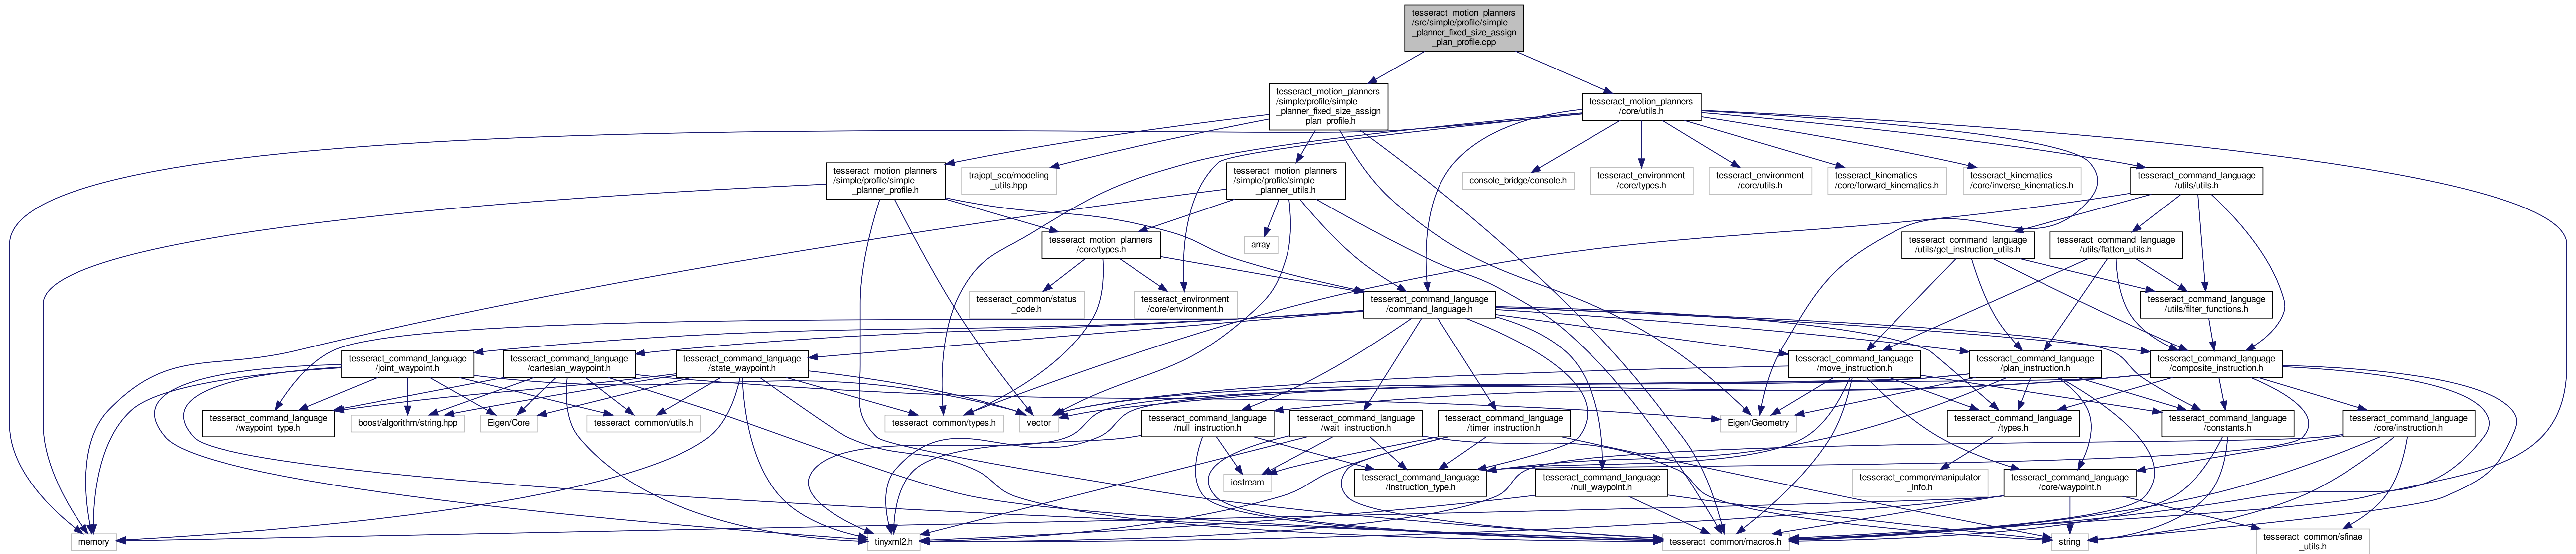 tesseract_motion_planners
/src/simple/profile/simple
_planner_fixed_size_assign
_plan_profile.cpp
tesseract_motion_planners
/simple/profile/simple
_planner_fixed_size_assign
_plan_profile.h
tesseract_motion_planners
/core/utils.h
tesseract_motion_planners
/simple/profile/simple
_planner_profile.h
trajopt_sco/modeling
_utils.hpp
tesseract_motion_planners
/simple/profile/simple
_planner_utils.h
console_bridge/console.h
tesseract_environment
/core/types.h
tesseract_environment
/core/utils.h
tesseract_kinematics
/core/forward_kinematics.h
tesseract_kinematics
/core/inverse_kinematics.h
tesseract_command_language
/utils/utils.h
tesseract_motion_planners
/core/types.h
array
tesseract_command_language
/utils/get_instruction_utils.h
tesseract_command_language
/utils/flatten_utils.h
tesseract_common/status
_code.h
tesseract_environment
/core/environment.h
tesseract_command_language
/command_language.h
tesseract_command_language
/utils/filter_functions.h
tesseract_command_language
/joint_waypoint.h
tesseract_command_language
/cartesian_waypoint.h
tesseract_command_language
/state_waypoint.h
tesseract_command_language
/move_instruction.h
tesseract_command_language
/plan_instruction.h
tesseract_command_language
/composite_instruction.h
tesseract_command_language
/waypoint_type.h
boost/algorithm/string.hpp
Eigen/Core
tesseract_common/utils.h
tesseract_common/types.h
vector
tesseract_command_language
/null_instruction.h
tesseract_command_language
/wait_instruction.h
tesseract_command_language
/timer_instruction.h
Eigen/Geometry
tesseract_command_language
/types.h
tesseract_command_language
/constants.h
tesseract_command_language
/core/instruction.h
iostream
tesseract_command_language
/instruction_type.h
tesseract_command_language
/null_waypoint.h
tesseract_common/manipulator
_info.h
tesseract_command_language
/core/waypoint.h
memory
tinyxml2.h
tesseract_common/macros.h
string
tesseract_common/sfinae
_utils.h